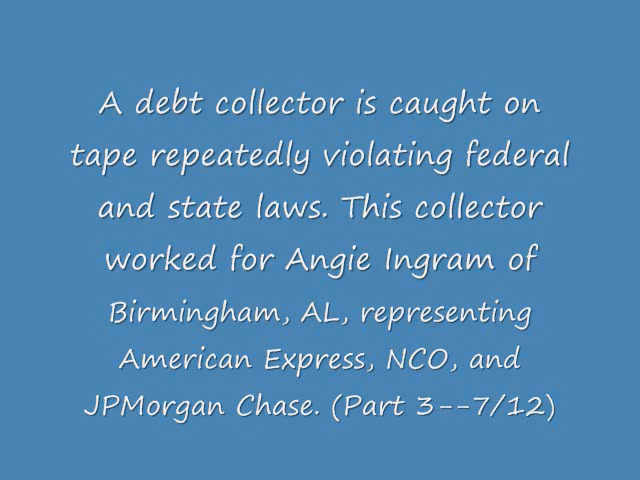 A debt collector is caught on
tape repeatedly violating federal
and state laws. This collector
worked for Angie Ingram of
Birmingham, AL, representing
American Express, NCO, and
JPMorgan Chase. (Part 3--7/12)